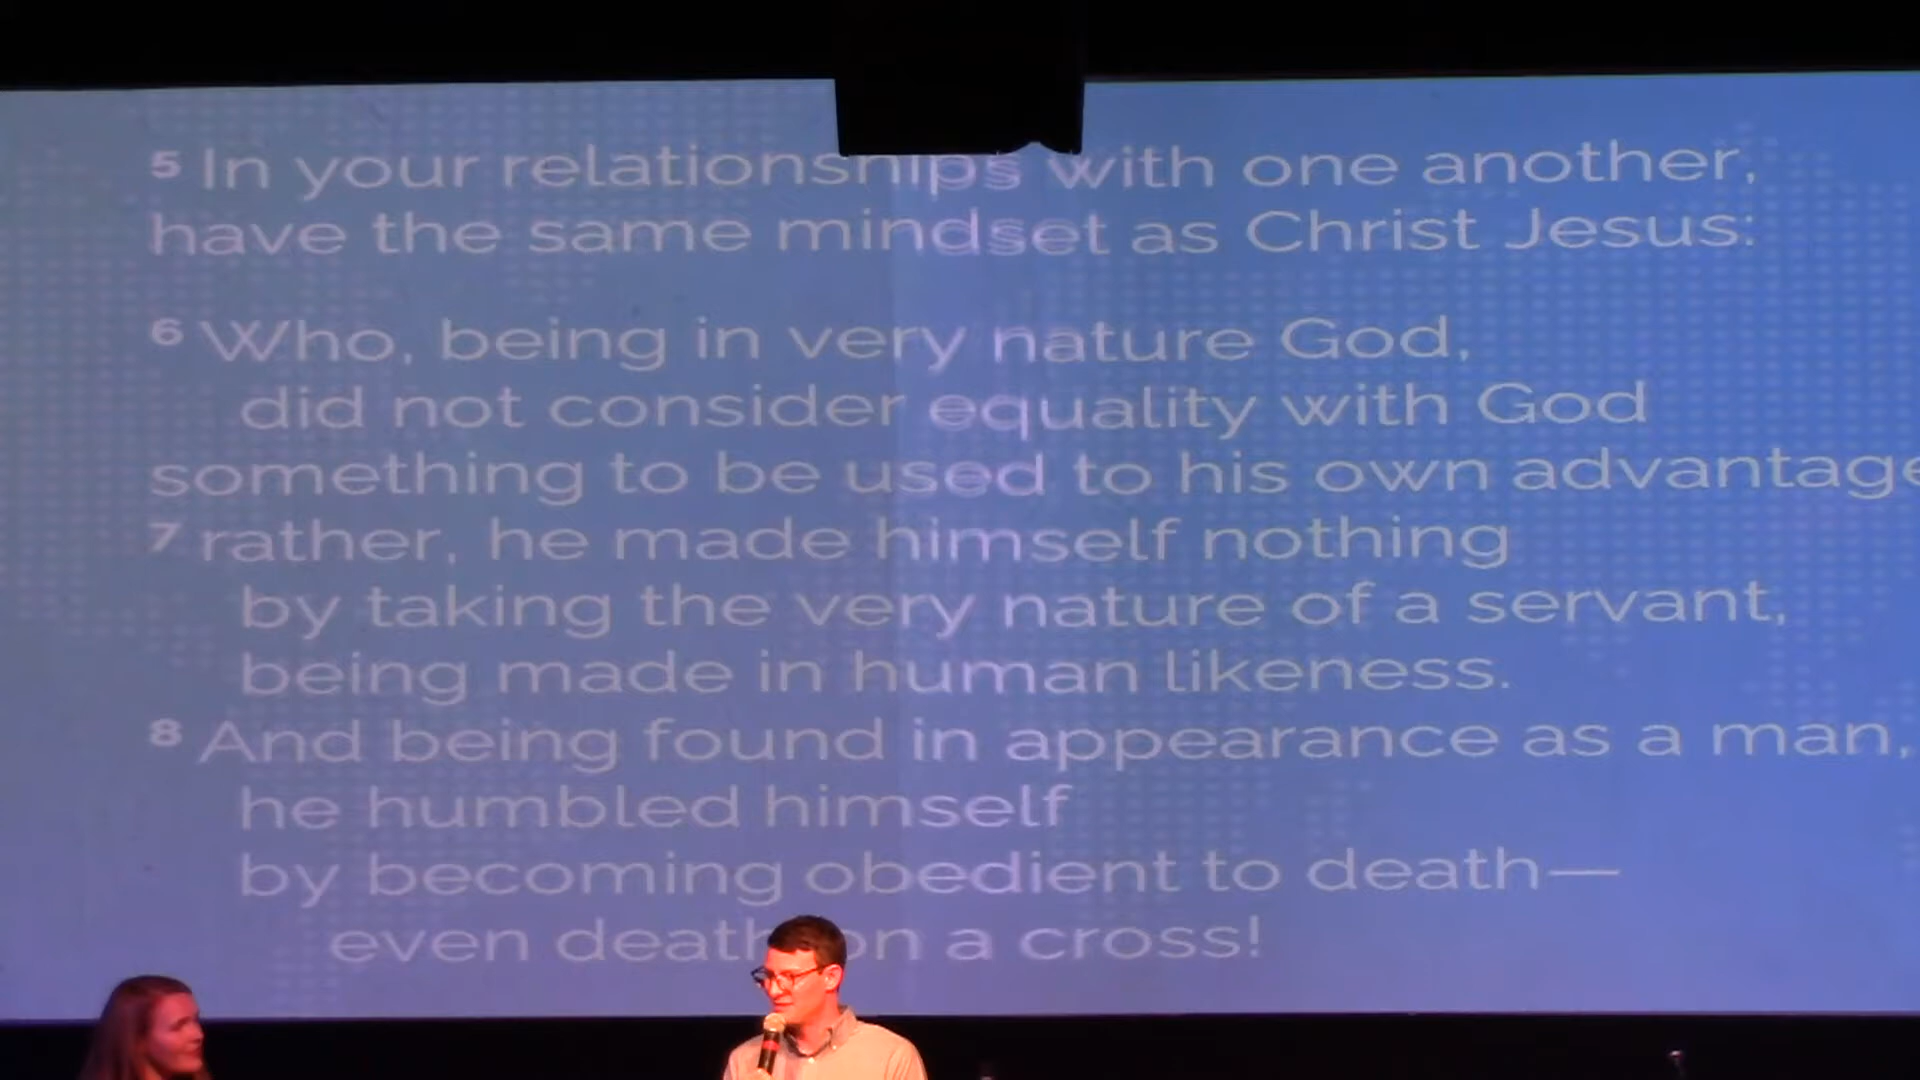 5 In your relationships with one another,
have the same mindset as Christ Jesus:
6 Who, being in very nature God,
did not consider equality with God
something to be used to his own advantage
7 rather, he made himself nothing
by taking the very nature of a servant,
being made in human likeness.
8 And being found in appearance as a man,
he humbled himself
by becoming obedient to death—
even death on a cross!